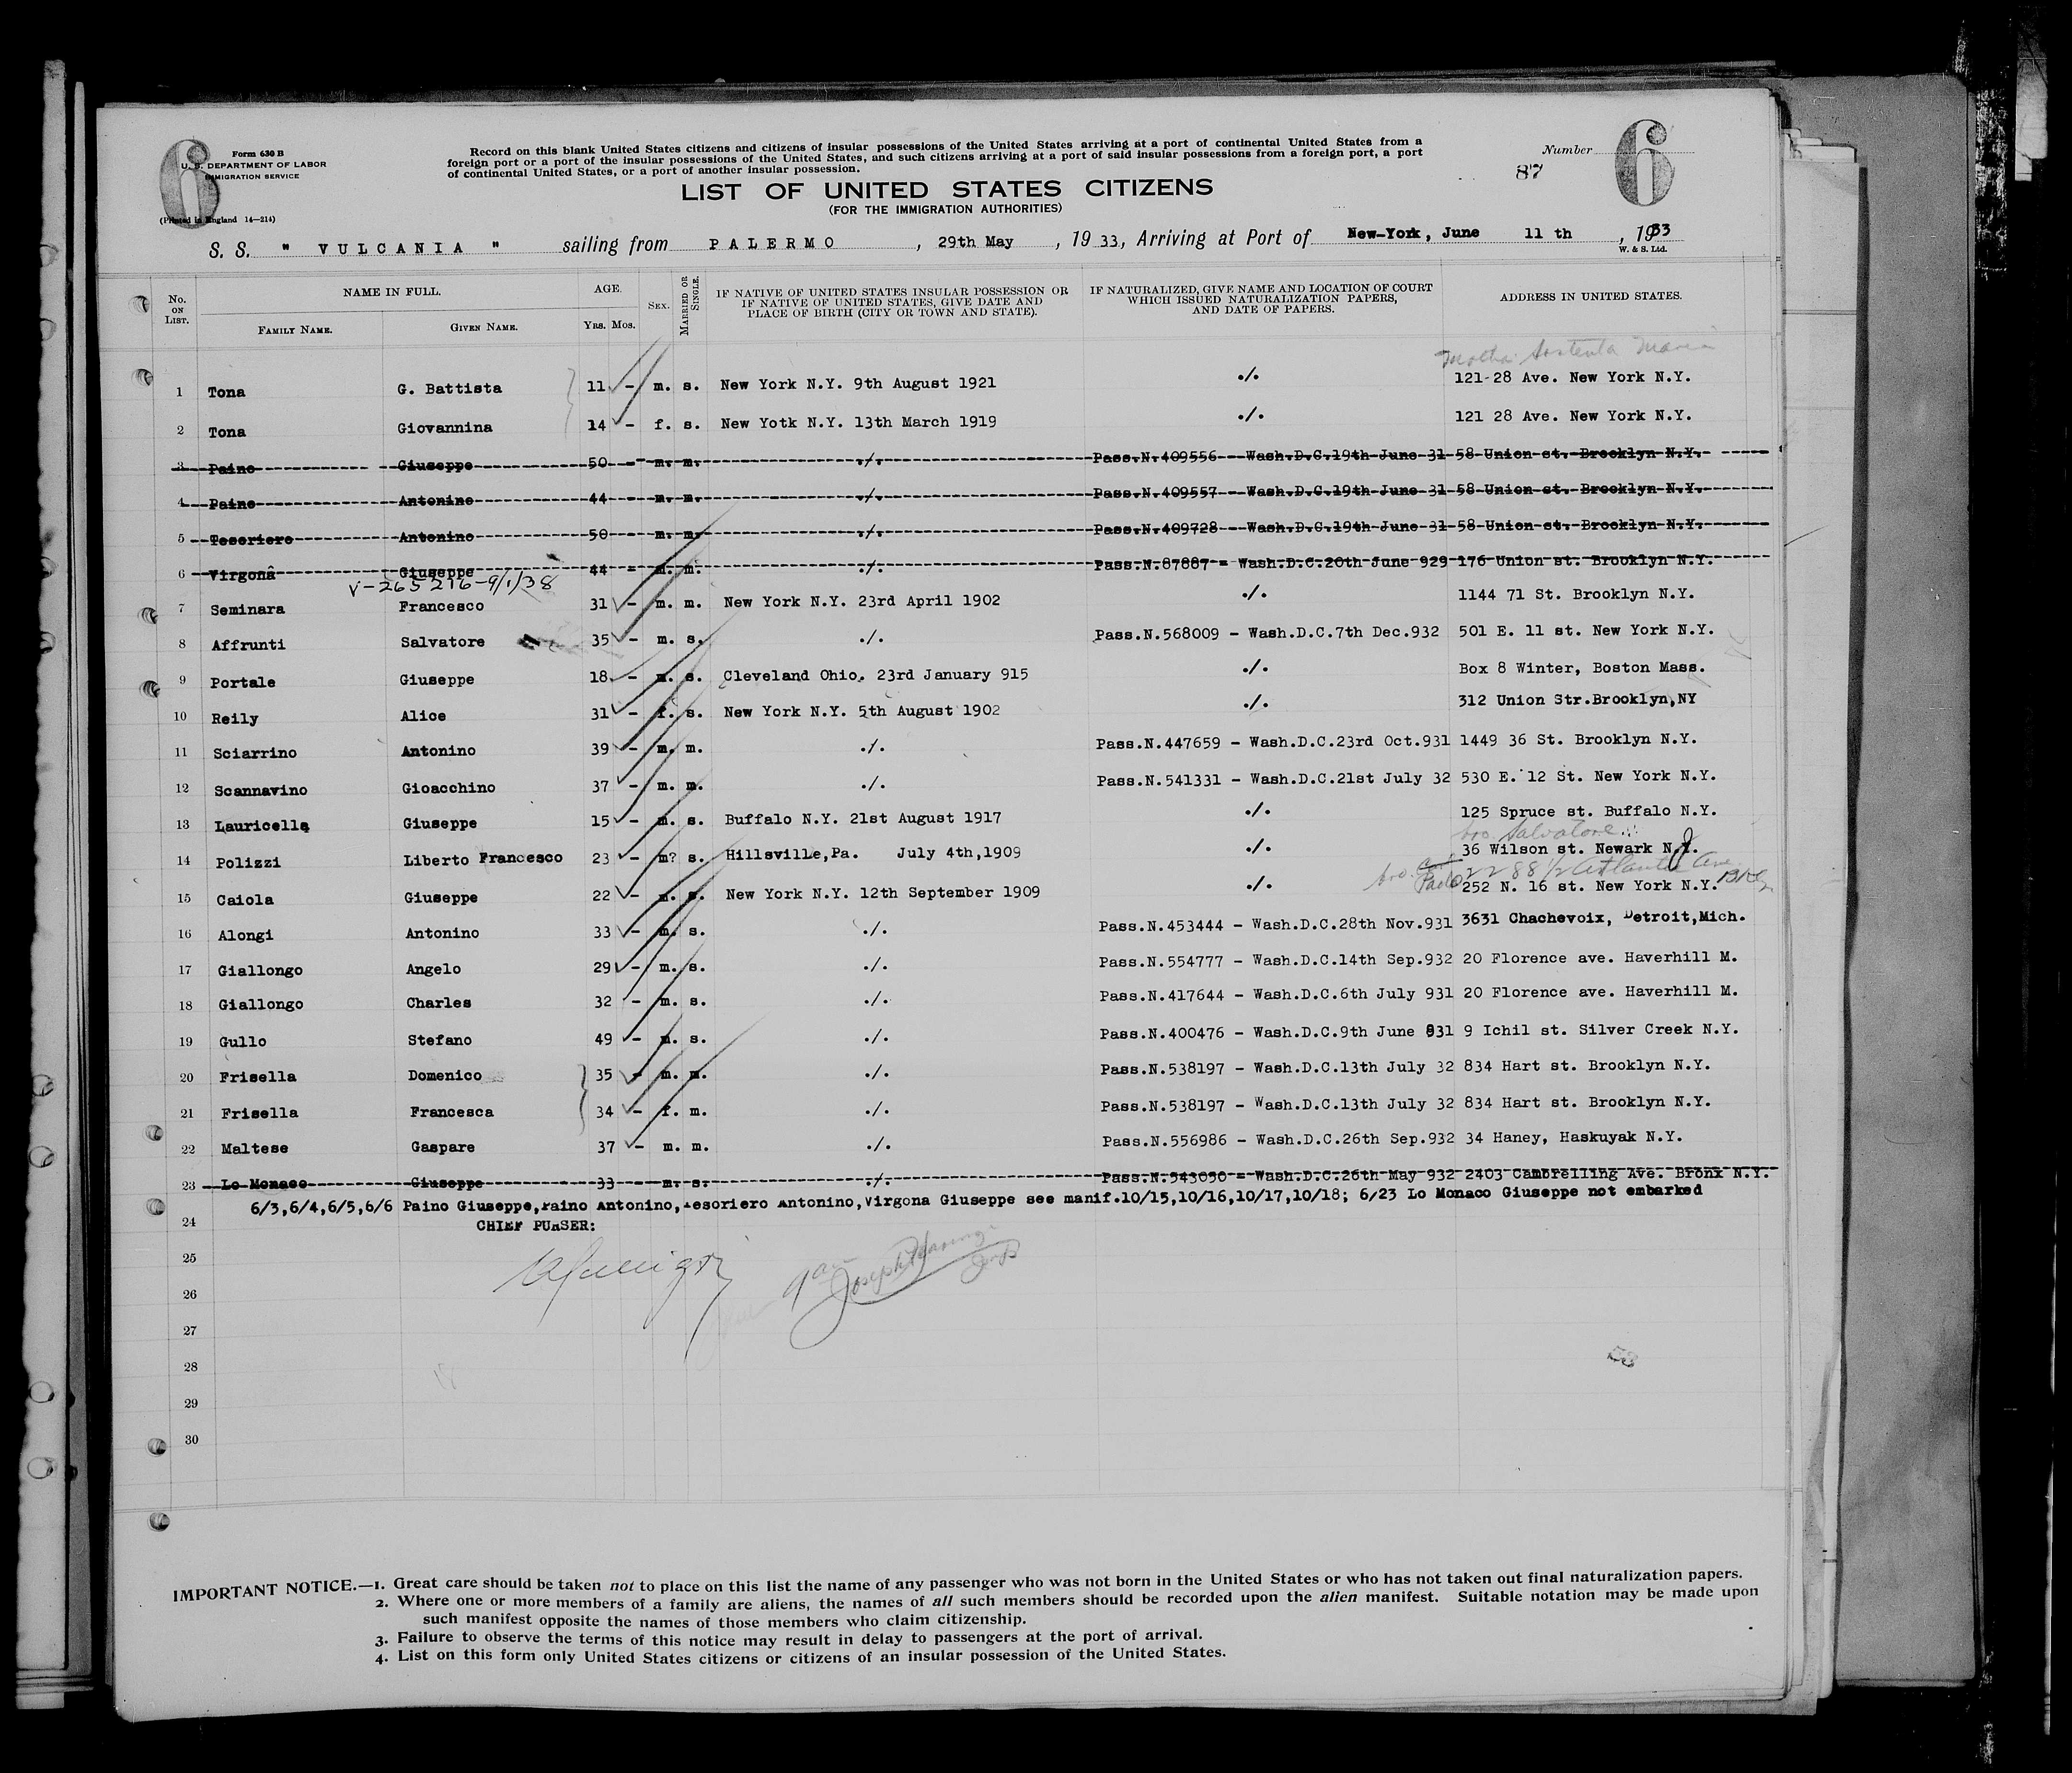 6
Form 630 B
U. S. DEPARTMENT OF LABOR
IMMIGRATION SERVICE
(Printed in England 14—214)
Record on this blank United States citizens and citizens of insular possessions of the United States arriving at a port of continental United States from a
foreign port or a port of the insular possessions of the United States, and such citizens arriving at a port of said insular possessions from a foreign port, a port
of continental United States, or a port of another insular possession.
LIST OF UNITED STATES CITIZENS
(FOR THE IMMIGRATION AUTHORITIES)
Number
87
6
S. S. " VULCANIA " sailing from PALERMO, 29th May, 19 33, Arriving at Port of New-York, June 11 th, 1933
W. & S. Ltd.
No. ON LIST. NAME IN FULL. FAMILY NAME. GIVEN NAME. AGE. YRS. MOS. SEX. MARRIED OR SINGLE. IF NATIVE OF UNITED STATES INSULAR POSSESSION OR IF NATIVE OF UNITED STATES, GIVE DATE AND PLACE OF BIRTH (CITY OR TOWN AND STATE). IF NATURALIZED, GIVE NAME AND LOCATION OF COURT WHICH ISSUED NATURALIZATION PAPERS, AND DATE OF PAPERS. ADDRESS IN UNITED STATES.
1 Tona G. Battista 11 - m. s. New York N.Y. 9th August 1921 ./. 121-28 Ave. New York N.Y.
2 Tona Giovannina 14 - f. s. New Yotk N.Y. 13th March 1919 ./. 121 28 Ave. New York N.Y.
3 Paino Giuseppe 50 - m. m. ./. Pass.N.409556 - Wash.D.C.19th June 31 58 Union st. Brooklyn N.Y.
4 Paino Antonino 44 - m. m. ./. Pass.N.409557 - Wash.D.C.19th June 31 58 Union st. Brooklyn N.Y.
5 Tesoriero Antonino 50 - m. m. ./. Pass.N.409728 - Wash.D.C.19th June 31 58 Union st. Brooklyn N.Y.
6 Virgona Giuseppe 44 - m. m. ./. Pass.N.87887 - Wash.D.C.20th June 929 176 Union st. Brooklyn N.Y.
V-265216-9/1/38
7 Seminara Francesco 31 - m. m. New York N.Y. 23rd April 1902 ./. 1144 71 St. Brooklyn N.Y.
8 Affrunti Salvatore 35 - m. s. ./. Pass.N.568009 - Wash.D.C.7th Dec.932 501 E. 11 st. New York N.Y.
9 Portale Giuseppe 18 - m. s. Cleveland Ohio. 23rd January 915 ./. Box 8 Winter, Boston Mass.
10 Reily Alice 31 - f. s. New York N.Y. 5th August 1902 ./. 312 Union Str.Brooklyn,NY
11 Sciarrino Antonino 39 - m. m. ./. Pass.N.447659 - Wash.D.C.23rd Oct.931 1449 36 St. Brooklyn N.Y.
12 Scannavino Gioacchino 37 - m. m. ./. Pass.N.541331 - Wash.D.C.21st July 32 530 E. 12 St. New York N.Y.
13 Lauricella Giuseppe 15 - m. s. Buffalo N.Y. 21st August 1917 ./. 125 Spruce st. Buffalo N.Y.
bro. Salvatore
14 Polizzi Liberto Francesco 23 - m? s. Hillsville,Pa. July 4th,1909 ./. 36 Wilson st. Newark N.J.
bro. Paolo 2288 1/2 Atlantic Ave Bklyn
15 Caiola Giuseppe 22 - m. s. New York N.Y. 12th September 1909 ./. 252 N. 16 st. New York N.Y.
16 Alongi Antonino 33 - m. s. ./. Pass.N.453444 - Wash.D.C.28th Nov.931 3631 Chachevoix, Detroit,Mich.
17 Giallongo Angelo 29 - m. s. ./. Pass.N.554777 - Wash.D.C.14th Sep.932 20 Florence ave. Haverhill M.
18 Giallongo Charles 32 - m. s. ./. Pass.N.417644 - Wash.D.C.6th July 931 20 Florence ave. Haverhill M.
19 Gullo Stefano 49 - m. s. ./. Pass.N.400476 - Wash.D.C.9th June 931 9 Ichil st. Silver Creek N.Y.
20 Frisella Domenico 35 - m. m. ./. Pass.N.538197 - Wash.D.C.13th July 32 834 Hart st. Brooklyn N.Y.
21 Frisella Francesca 34 - f. m. ./. Pass.N.538197 - Wash.D.C.13th July 32 834 Hart st. Brooklyn N.Y.
22 Maltese Gaspare 37 - m. m. ./. Pass.N.556986 - Wash.D.C.26th Sep.932 34 Haney, Haskuyak N.Y.
23 Lo Monaco Giuseppe 33 - m. s. ./. Pass.N.543050 - Wash.D.C.26th May 932 2403 Cambrelling Ave. Bronx N.Y.
6/3,6/4,6/5,6/6 Paino Giuseppe,Paino Antonino,Tesoriero Antonino,Virgona Giuseppe see manif.10/15,10/16,10/17,10/18; 6/23 Lo Monaco Giuseppe not embarked
24 CHIEF PURSER:
25
26
27
28
29
30
IMPORTANT NOTICE.—1. Great care should be taken not to place on this list the name of any passenger who was not born in the United States or who has not taken out final naturalization papers.
2. Where one or more members of a family are aliens, the names of all such members should be recorded upon the alien manifest. Suitable notation may be made upon
such manifest opposite the names of those members who claim citizenship.
3. Failure to observe the terms of this notice may result in delay to passengers at the port of arrival.
4. List on this form only United States citizens or citizens of an insular possession of the United States.